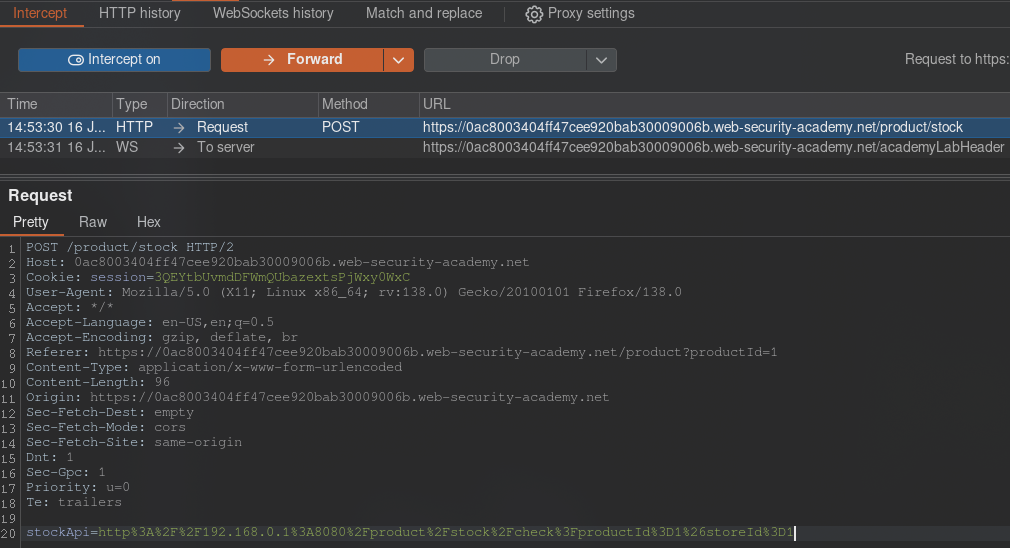 Intercept HTTP history WebSockets history Match and replace Proxy settings
Intercept on Forward Drop Request to https:
Time Type Direction Method URL
14:53:30 16 J... HTTP Request POST https://0ac8003404ff47cee920bab30009006b.web-security-academy.net/product/stock
14:53:31 16 J... WS To server https://0ac8003404ff47cee920bab30009006b.web-security-academy.net/academyLabHeader
Request
Pretty Raw Hex
1 POST /product/stock HTTP/2
2 Host: 0ac8003404ff47cee920bab30009006b.web-security-academy.net
3 Cookie: session=3QEYtbUvmdDFWmQUbazextsPjWxy0WxC
4 User-Agent: Mozilla/5.0 (X11; Linux x86_64; rv:138.0) Gecko/20100101 Firefox/138.0
5 Accept: */*
6 Accept-Language: en-US,en;q=0.5
7 Accept-Encoding: gzip, deflate, br
8 Referer: https://0ac8003404ff47cee920bab30009006b.web-security-academy.net/product?productId=1
9 Content-Type: application/x-www-form-urlencoded
10 Content-Length: 96
11 Origin: https://0ac8003404ff47cee920bab30009006b.web-security-academy.net
12 Sec-Fetch-Dest: empty
13 Sec-Fetch-Mode: cors
14 Sec-Fetch-Site: same-origin
15 Dnt: 1
16 Sec-Gpc: 1
17 Priority: u=0
18 Te: trailers
19
20 stockApi=http%3A%2F%2F192.168.0.1%3A8080%2Fproduct%2Fstock%2Fcheck%3FproductId%3D1%26storeId%3D1